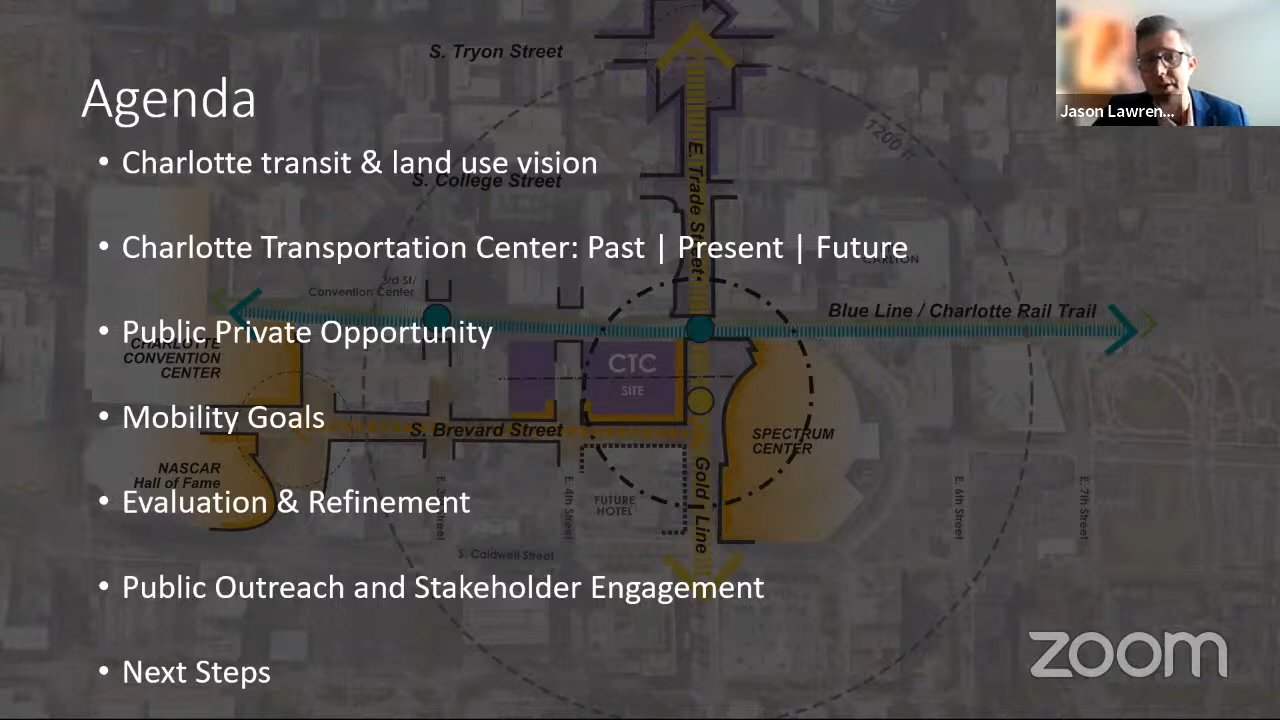 Agenda
• Charlotte transit & land use vision
• Charlotte Transportation Center: Past | Present | Future
• Public Private Opportunity
• Mobility Goals
• Evaluation & Refinement
• Public Outreach and Stakeholder Engagement
• Next Steps
Jason Lawren...
S. Tryon Street
1200 ft
S. College Street
E. Trade Street
CARLTON
3rd St/
Convention Center
Blue Line / Charlotte Rail Trail
CHARLOTTE
CONVENTION
CENTER
CTC
SITE
S. Brevard Street
SPECTRUM
CENTER
NASCAR
Hall of Fame
E. 3rd Street
E. 4th Street
FUTURE
HOTEL
Gold Line
E. 6th Street
E. 7th Street
S. Caldwell Street
zoom